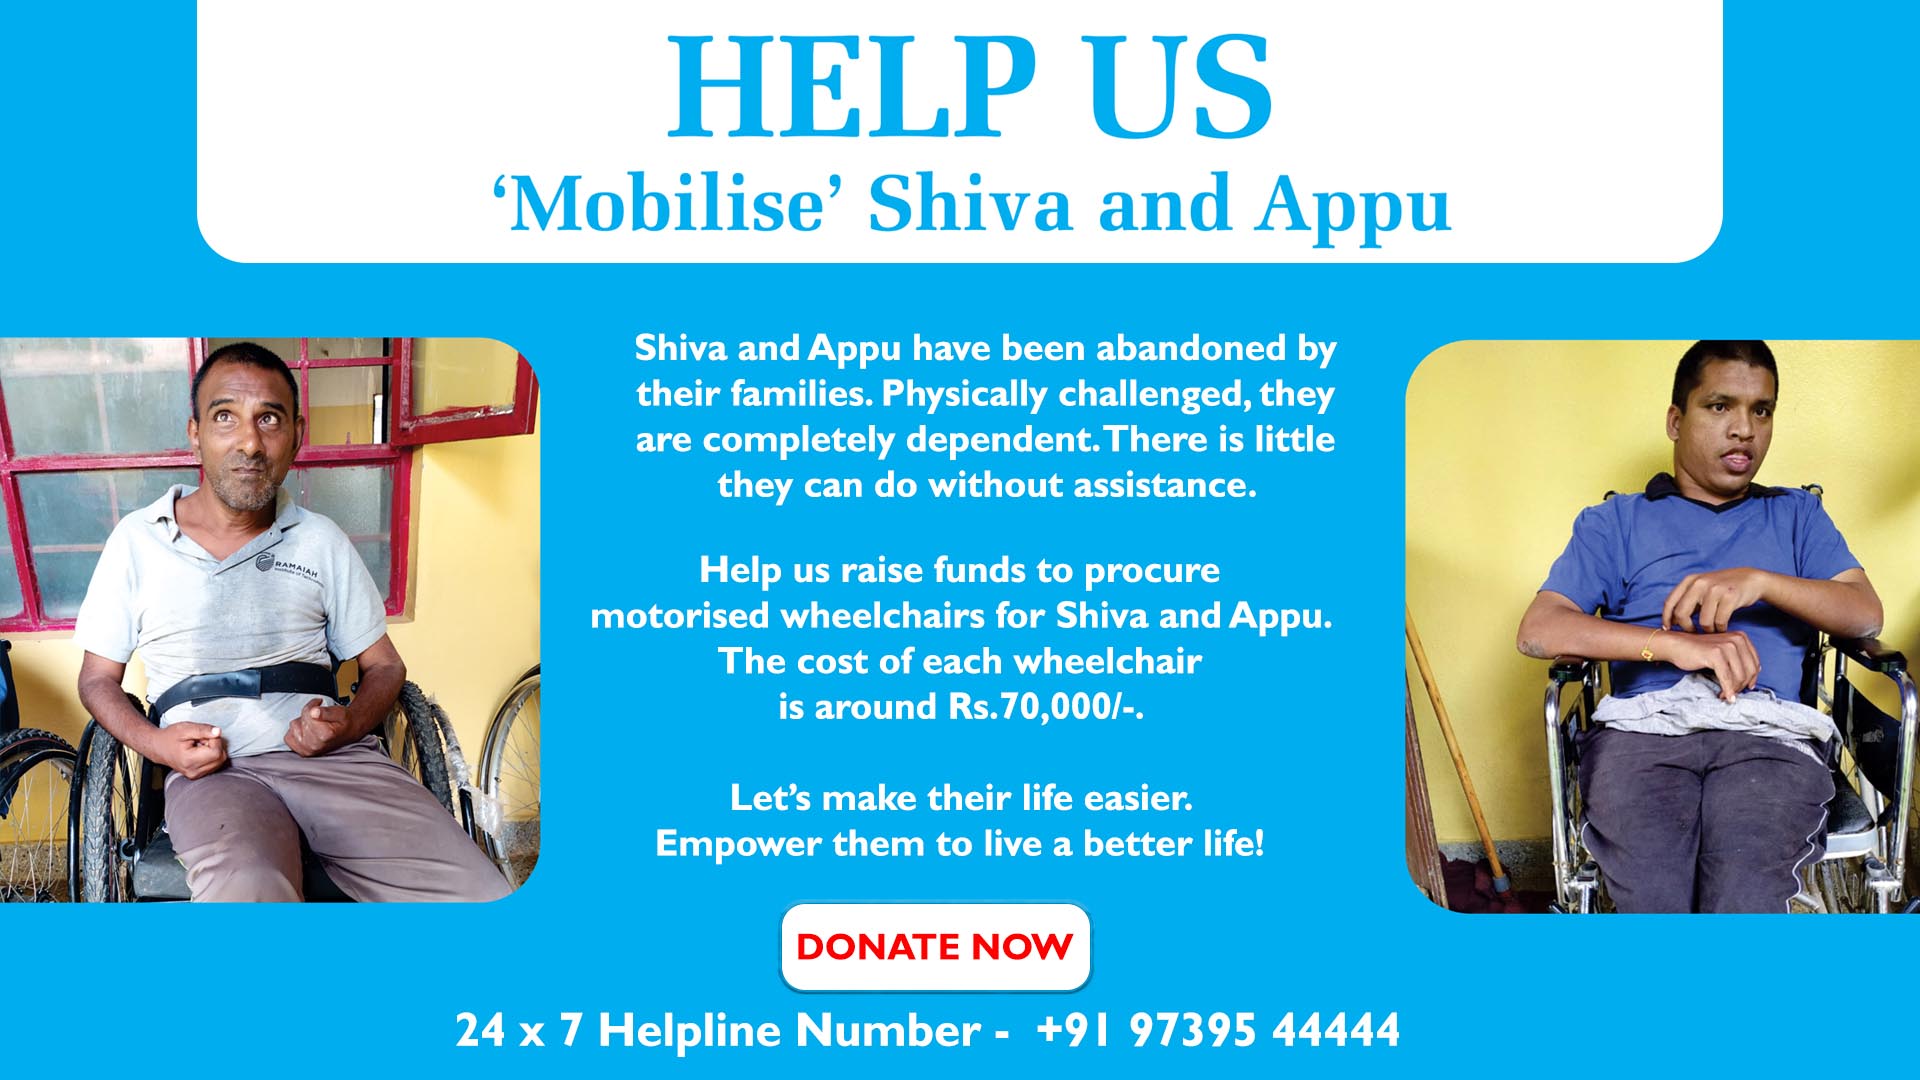 HELP US
‘Mobilise’ Shiva and Appu
Shiva and Appu have been abandoned by
their families. Physically challenged, they
are completely dependent. There is little
they can do without assistance.
Help us raise funds to procure
motorised wheelchairs for Shiva and Appu.
The cost of each wheelchair
is around Rs.70,000/-.
Let’s make their life easier.
Empower them to live a better life!
RAMAIAH
Institute of Technology
DONATE NOW
24 x 7 Helpline Number - +91 97395 44444